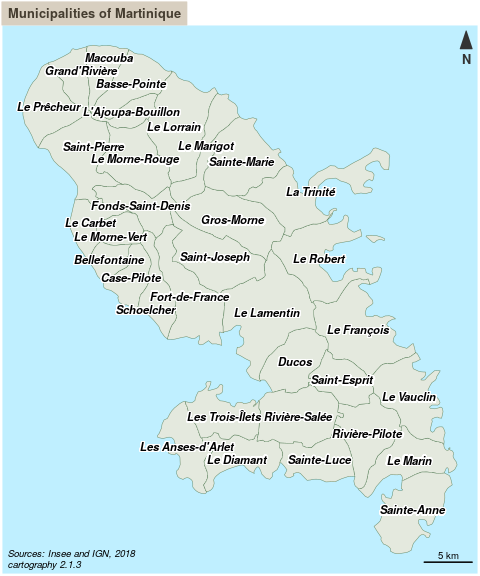 Municipalities of Martinique
N
Macouba
Grand'Rivière
Basse-Pointe
Le Prêcheur
L'Ajoupa-Bouillon
Le Lorrain
Saint-Pierre
Le Marigot
Le Morne-Rouge
Sainte-Marie
La Trinité
Fonds-Saint-Denis
Gros-Morne
Le Carbet
Le Morne-Vert
Bellefontaine
Saint-Joseph
Le Robert
Case-Pilote
Fort-de-France
Schoelcher
Le Lamentin
Le François
Ducos
Saint-Esprit
Le Vauclin
Les Trois-Îlets
Rivière-Salée
Rivière-Pilote
Les Anses-d'Arlet
Le Diamant
Sainte-Luce
Le Marin
Sainte-Anne
Sources: Insee and IGN, 2018
cartography 2.1.3
5 km